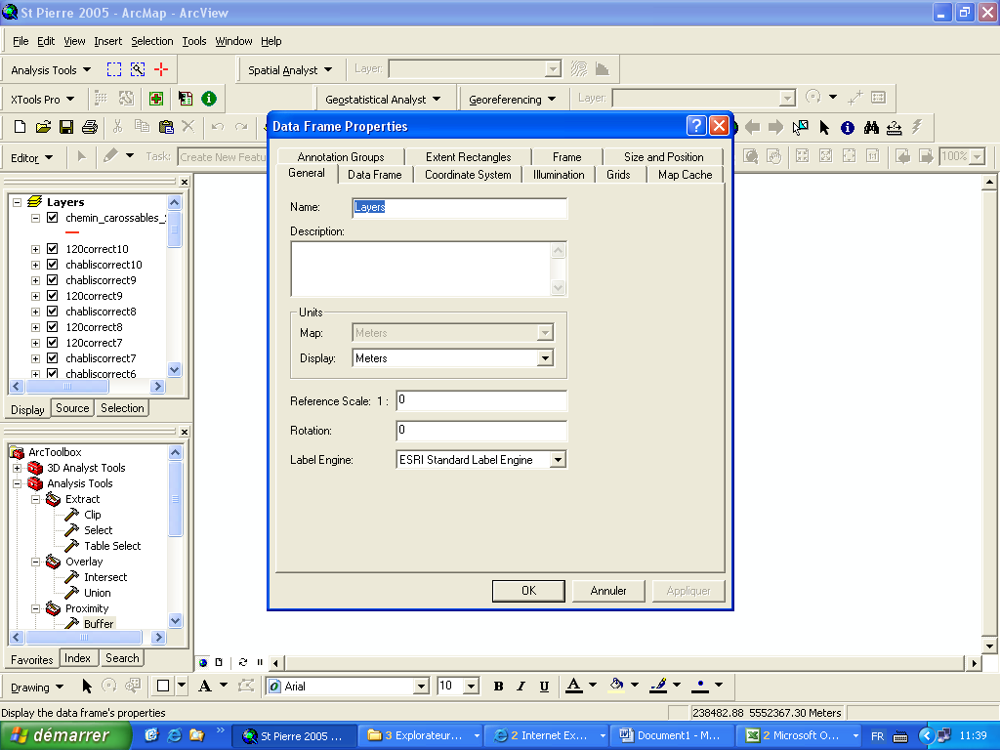 St Pierre 2005 - ArcMap - ArcView
File Edit View Insert Selection Tools Window Help
Analysis Tools Spatial Analyst Layer:
XTools Pro Geostatistical Analyst Georeferencing Layer:
Editor Task: Create New Featu 100%
Layers
chemin_carossables_
120correct10
chabliscorrect10
chabliscorrect9
120correct9
chabliscorrect8
120correct8
120correct7
chabliscorrect7
chabliscorrect6
Display Source Selection
ArcToolbox
3D Analyst Tools
Analysis Tools
Extract
Clip
Select
Table Select
Overlay
Intersect
Union
Proximity
Buffer
Favorites Index Search
Data Frame Properties
Annotation Groups Extent Rectangles Frame Size and Position
General Data Frame Coordinate System Illumination Grids Map Cache
Name: Layers
Description:
Units
Map: Meters
Display: Meters
Reference Scale: 1 : 0
Rotation: 0
Label Engine: ESRI Standard Label Engine
OK Annuler Appliquer
Drawing A Arial 10 B I U A
Display the data frame's properties 238482.88 5552367.30 Meters
démarrer St Pierre 2005 ... 3 Explorateur... 2 Internet Ex... Document1 - M... 2 Microsoft O... FR 11:39